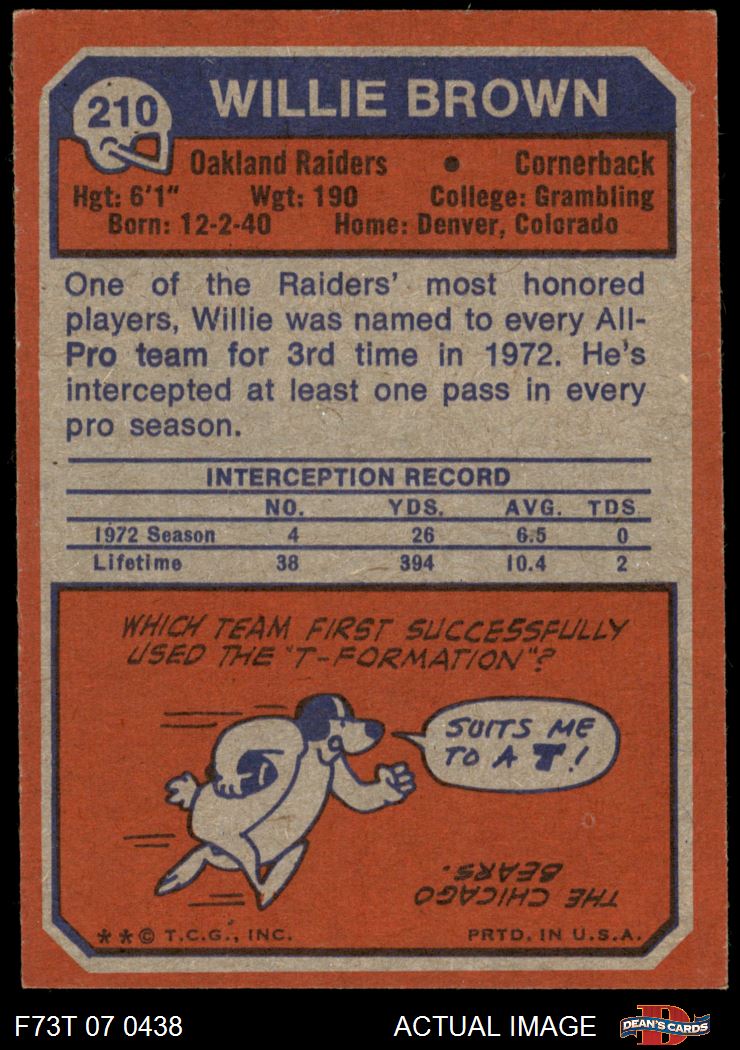 210
WILLIE BROWN
Oakland Raiders • Cornerback
Hgt: 6'1" Wgt: 190 College: Grambling
Born: 12-2-40 Home: Denver, Colorado
One of the Raiders' most honored
players, Willie was named to every All-
Pro team for 3rd time in 1972. He's
intercepted at least one pass in every
pro season.
INTERCEPTION RECORD
NO. YDS. AVG. TDS
1972 Season 4 26 6.5 0
Lifetime 38 394 10.4 2
WHICH TEAM FIRST SUCCESSFULLY
USED THE "T-FORMATION"?
SUITS ME
TO A T!
THE CHICAGO
BEARS.
** © T.C.G., INC. PRTD. IN U.S.A.
F73T 07 0438 ACTUAL IMAGE
D
DEAN'S CARDS